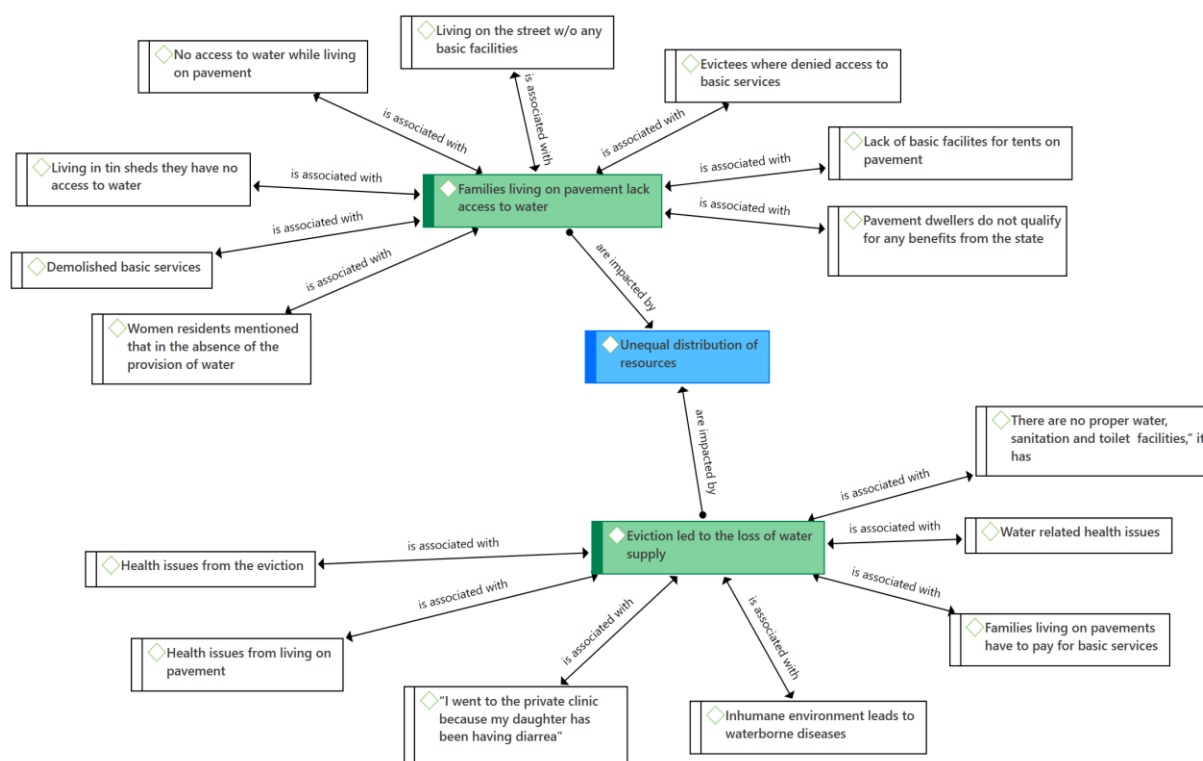 Living on the street w/o any
basic facilities
No access to water while living
on pavement
Evictees where denied access to
basic services
is associated with
is associated with
is associated with
Lack of basic facilites for tents on
pavement
Living in tin sheds they have no
access to water
is associated with
is associated with
Families living on pavement lack
access to water
is associated with
Pavement dwellers do not qualify
for any benefits from the state
is associated with
Demolished basic services
is associated with
are impacted by
Women residents mentioned
that in the absence of the
provision of water
Unequal distribution of
resources
are impacted by
There are no proper water,
sanitation and toilet facilities,” it
has
is associated with
Eviction led to the loss of water
supply
is associated with
Water related health issues
is associated with
Health issues from the eviction
is associated with
is associated with
Families living on pavements
have to pay for basic services
Health issues from living on
pavement
is associated with
is associated with
“I went to the private clinic
because my daughter has
been having diarrea”
Inhumane environment leads to
waterborne diseases